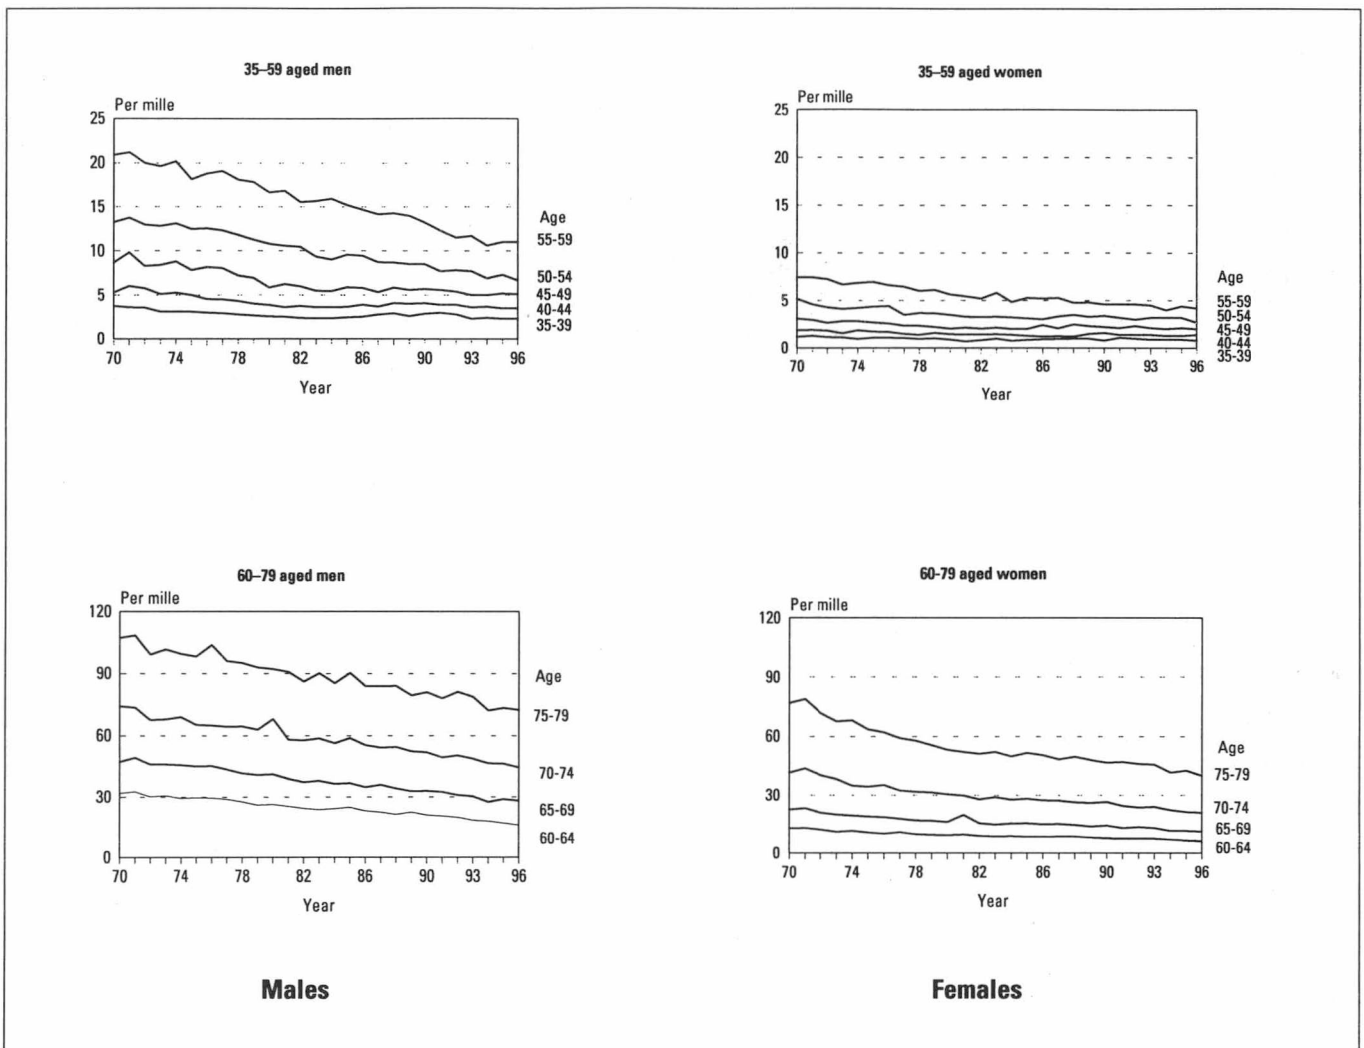 35–59 aged men
Per mille
25
20
15
10
5
0
70 74 78 82 86 90 93 96
Year
Age
55-59
50-54
45-49
40-44
35-39
35–59 aged women
Per mille
25
20
15
10
5
0
70 74 78 82 86 90 93 96
Year
Age
55-59
50-54
45-49
40-44
35-39
60–79 aged men
Per mille
120
90
60
30
0
70 74 78 82 86 90 93 96
Year
Age
75-79
70-74
65-69
60-64
60-79 aged women
Per mille
120
90
60
30
0
70 74 78 82 86 90 93 96
Year
Age
75-79
70-74
65-69
60-64
Males
Females